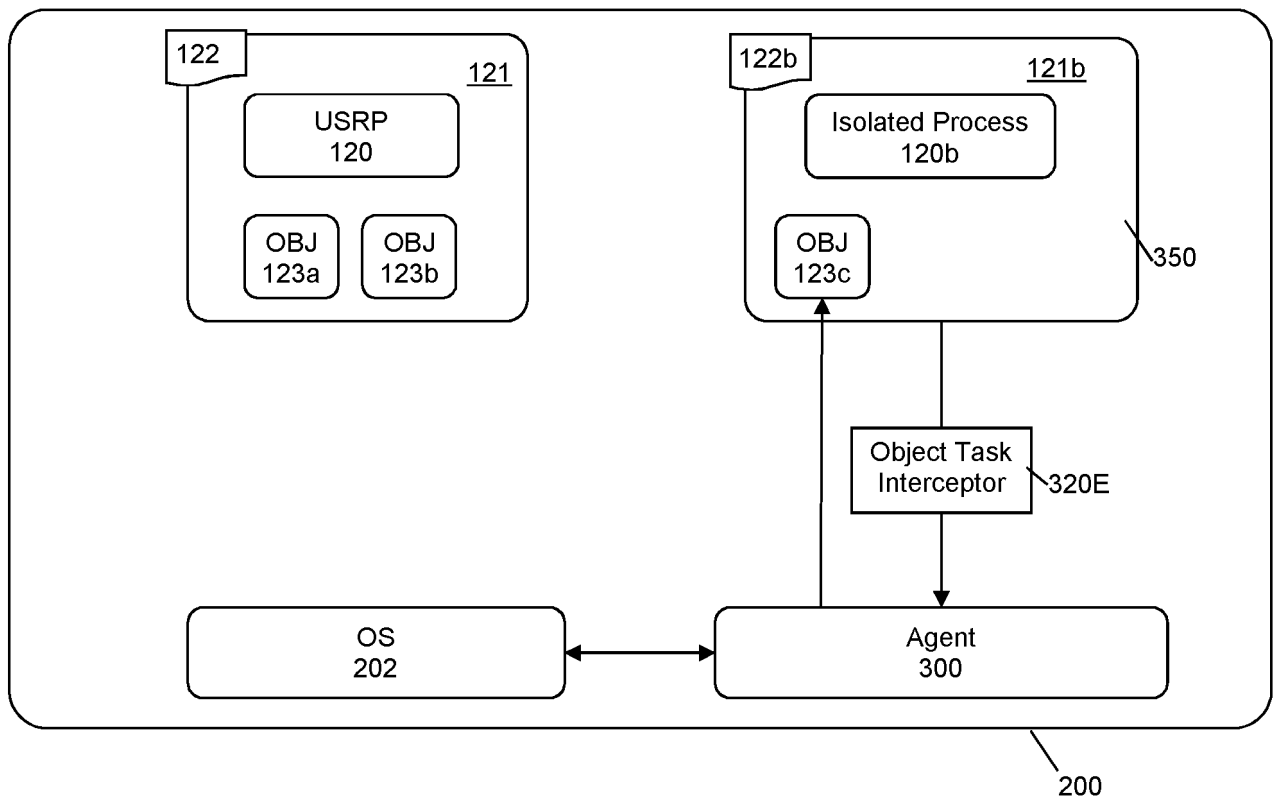 122
121
USRP
120
OBJ
123a
OBJ
123b
122b
121b
Isolated Process
120b
OBJ
123c
350
Object Task
Interceptor
320E
OS
202
Agent
300
200